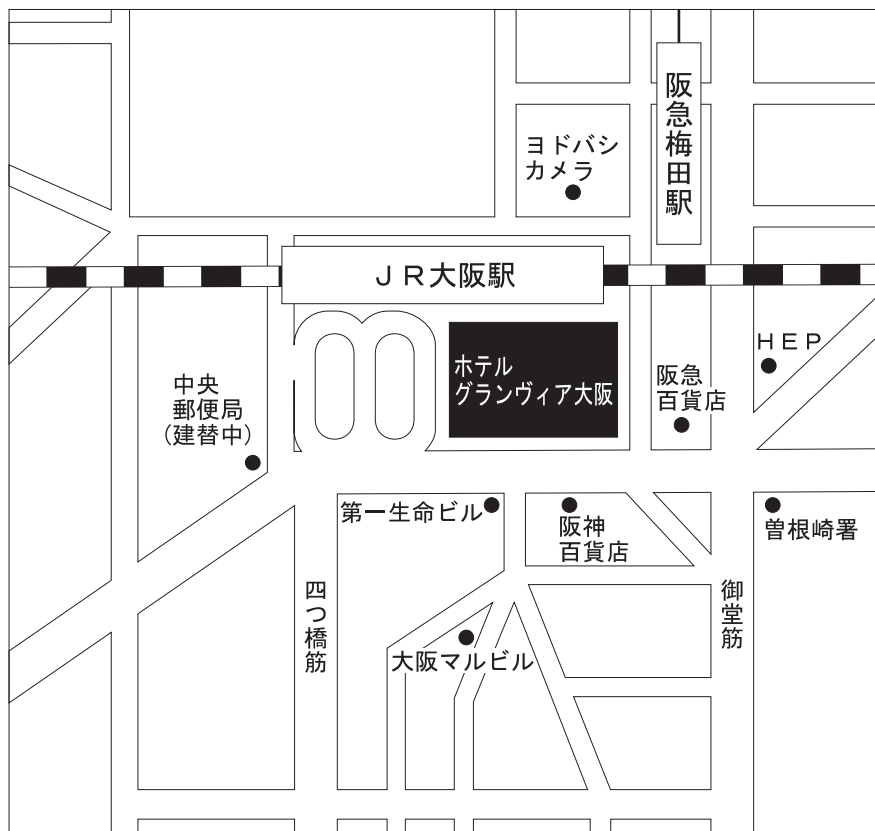 阪急梅田駅
ヨドバシ
カメラ
JR大阪駅
HEP
ホテル
グランヴィア大阪
阪急
百貨店
中央
郵便局
(建替中)
第一生命ビル
阪神
百貨店
曽根崎署
四つ橋筋
御堂筋
大阪マルビル